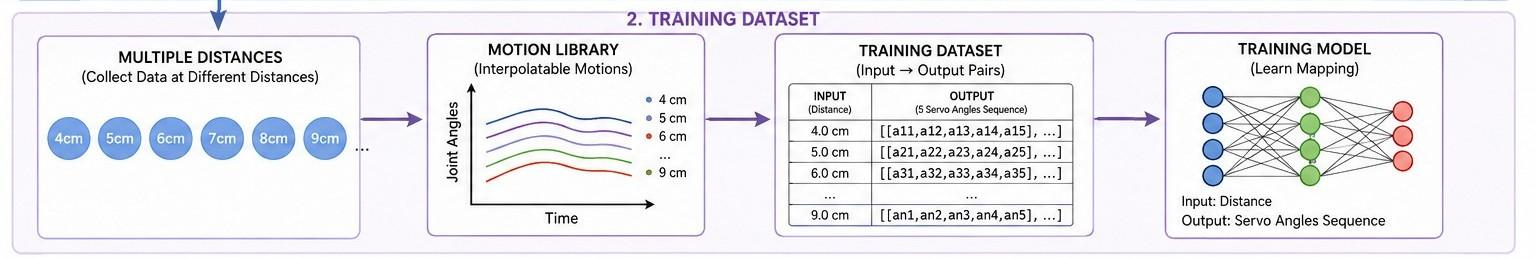 2. TRAINING DATASET
MULTIPLE DISTANCES
(Collect Data at Different Distances)
4cm 5cm 6cm 7cm 8cm 9cm ...
MOTION LIBRARY
(Interpolatable Motions)
Joint Angles
Time
4 cm
5 cm
6 cm
...
9 cm
TRAINING DATASET
(Input → Output Pairs)
INPUT OUTPUT
(Distance) (5 Servo Angles Sequence)
4.0 cm [[a11,a12,a13,a14,a15], ...]
5.0 cm [[a21,a22,a23,a24,a25], ...]
6.0 cm [[a31,a32,a33,a34,a35], ...]
... ...
9.0 cm [[an1,an2,an3,an4,an5], ...]
TRAINING MODEL
(Learn Mapping)
Input: Distance
Output: Servo Angles Sequence